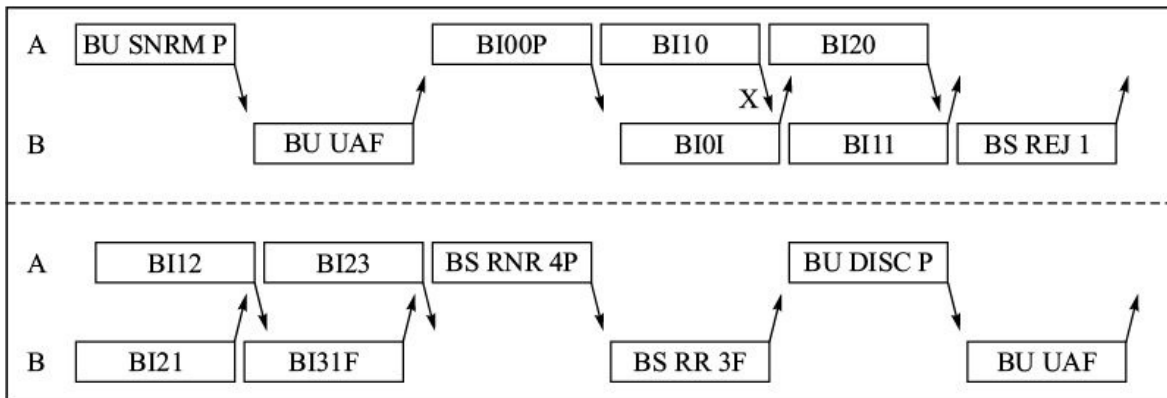 A BU SNRM P BI00P BI10 BI20
X
B BU UAF BI0I BI11 BS REJ 1
A BI12 BI23 BS RNR 4P BU DISC P
B BI21 BI31F BS RR 3F BU UAF